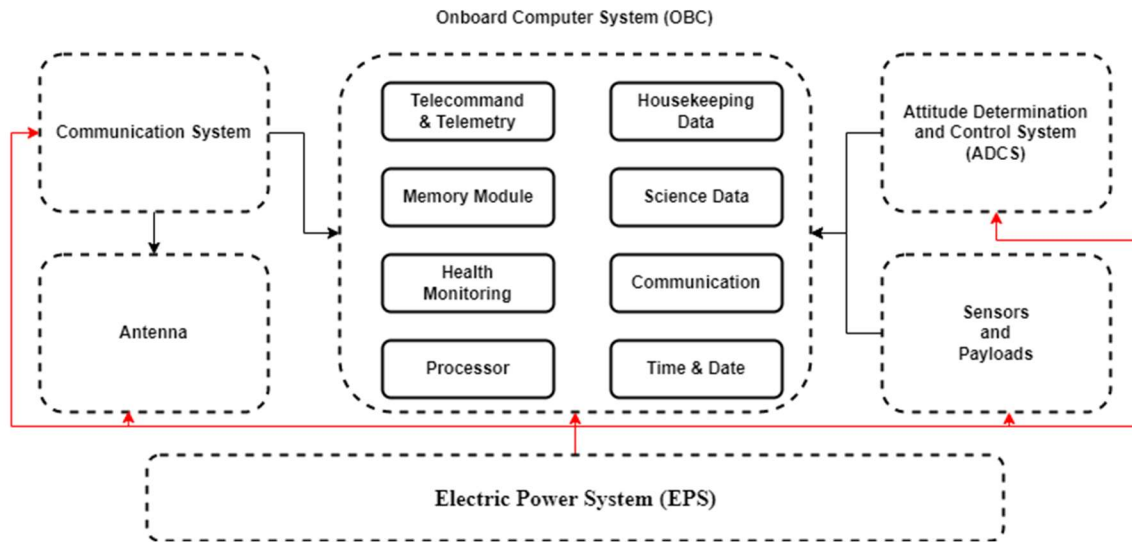 Onboard Computer System (OBC)
Communication System
Antenna
Telecommand
& Telemetry
Housekeeping
Data
Memory Module
Science Data
Health
Monitoring
Communication
Processor
Time & Date
Attitude Determination
and Control System
(ADCS)
Sensors
and
Payloads
Electric Power System (EPS)